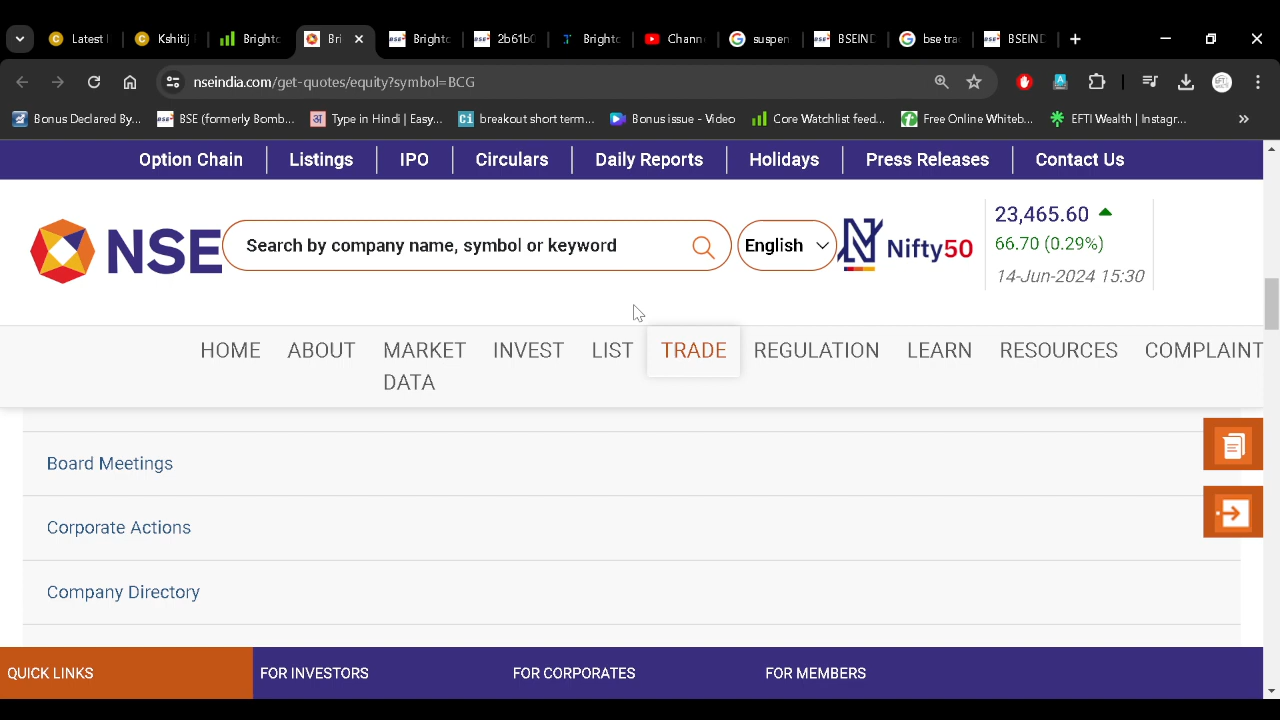 Latest
Kshitij
Brightc
Bri
Brightc
2b61b0
Brightc
Chann
suspen
BSEIND
bse tra
BSEIND
nseindia.com/get-quotes/equity?symbol=BCG
Bonus Declared By...
BSE (formerly Bomb...
Type in Hindi | Easy...
breakout short term...
Bonus issue - Video
Core Watchlist feed...
Free Online Whiteb...
EFTI Wealth | Instagr...
Option Chain
Listings
IPO
Circulars
Daily Reports
Holidays
Press Releases
Contact Us
NSE
Search by company name, symbol or keyword
English
Nifty50
23,465.60
66.70 (0.29%)
14-Jun-2024 15:30
HOME
ABOUT
MARKET
DATA
INVEST
LIST
TRADE
REGULATION
LEARN
RESOURCES
COMPLAINT
Board Meetings
Corporate Actions
Company Directory
QUICK LINKS
FOR INVESTORS
FOR CORPORATES
FOR MEMBERS